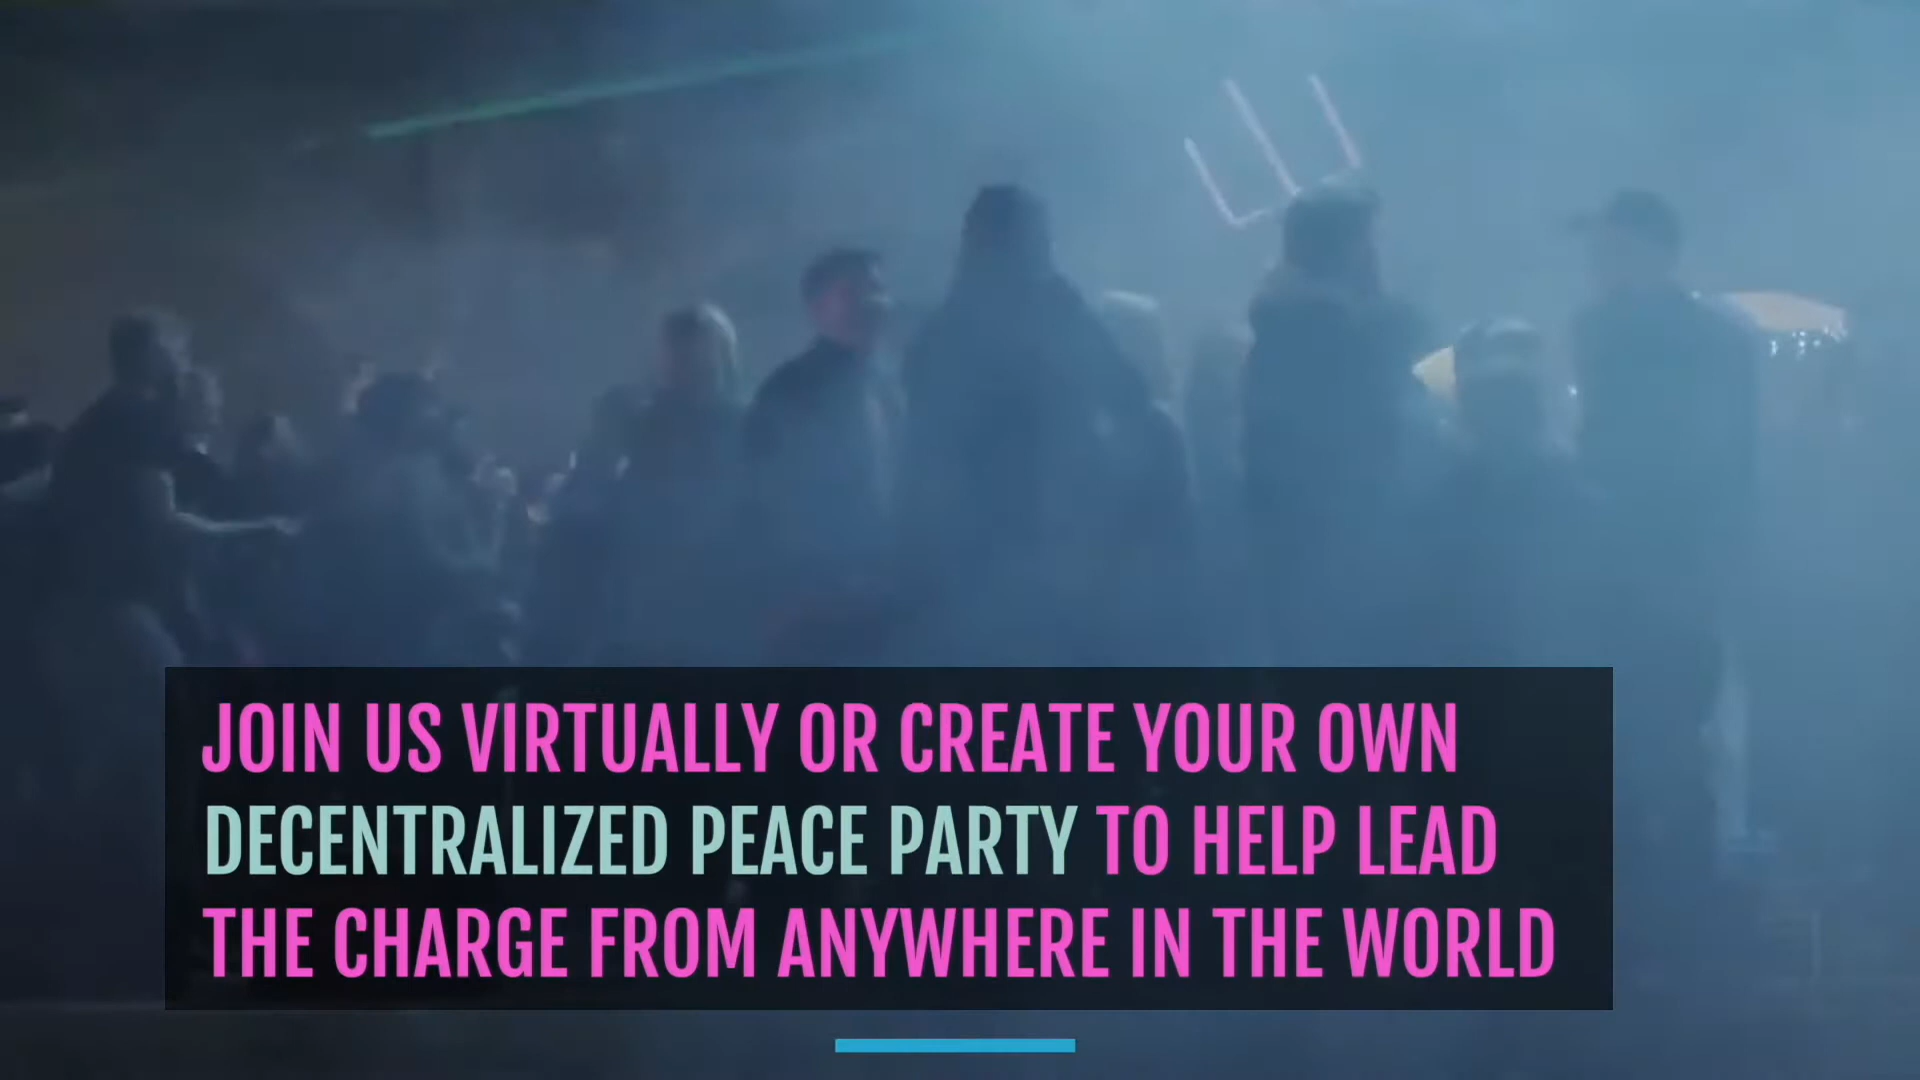 JOIN US VIRTUALLY OR CREATE YOUR OWN
DECENTRALIZED PEACE PARTY TO HELP LEAD
THE CHARGE FROM ANYWHERE IN THE WORLD